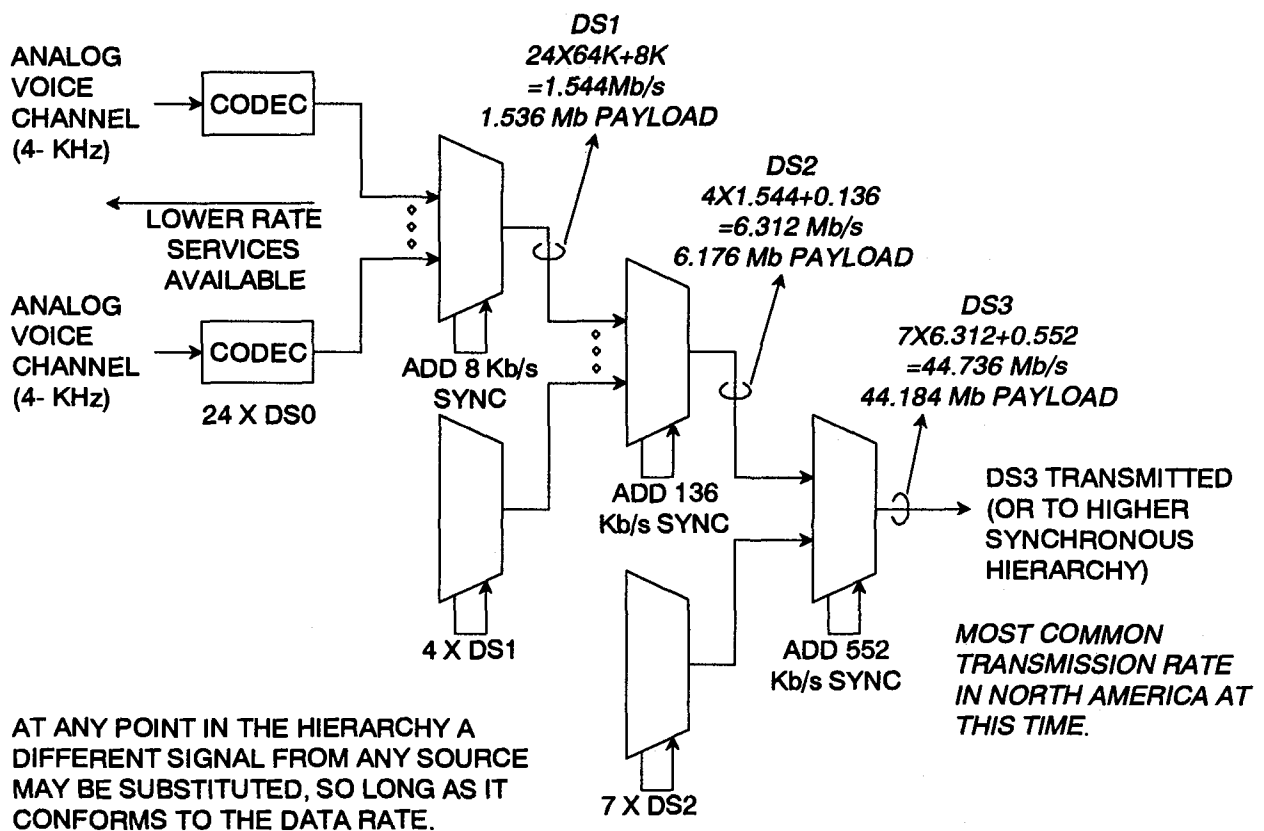 ANALOG
VOICE
CHANNEL
(4- KHz)
CODEC
DS1
24X64K+8K
=1.544Mb/s
1.536 Mb PAYLOAD
LOWER RATE
SERVICES
AVAILABLE
ANALOG
VOICE
CHANNEL
(4- KHz)
CODEC
24 X DS0
ADD 8 Kb/s
SYNC
DS2
4X1.544+0.136
=6.312 Mb/s
6.176 Mb PAYLOAD
4 X DS1
ADD 136
Kb/s SYNC
DS3
7X6.312+0.552
=44.736 Mb/s
44.184 Mb PAYLOAD
7 X DS2
ADD 552
Kb/s SYNC
DS3 TRANSMITTED
(OR TO HIGHER
SYNCHRONOUS
HIERARCHY)
MOST COMMON
TRANSMISSION RATE
IN NORTH AMERICA AT
THIS TIME.
AT ANY POINT IN THE HIERARCHY A
DIFFERENT SIGNAL FROM ANY SOURCE
MAY BE SUBSTITUTED, SO LONG AS IT
CONFORMS TO THE DATA RATE.